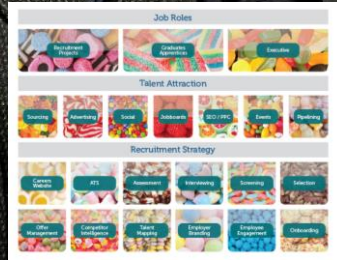 Job Roles
Recruitment
Projects
Graduates
Apprentices
Executive
Talent Attraction
Sourcing
Advertising
Social
Jobboards
SEO / PPC
Events
Pipelining
Recruitment Strategy
Careers
Website
ATS
Assessment
Interviewing
Screening
Selection
Offer
Management
Competitor
Intelligence
Talent
Mapping
Employer
Branding
Employee
Engagement
Onboarding